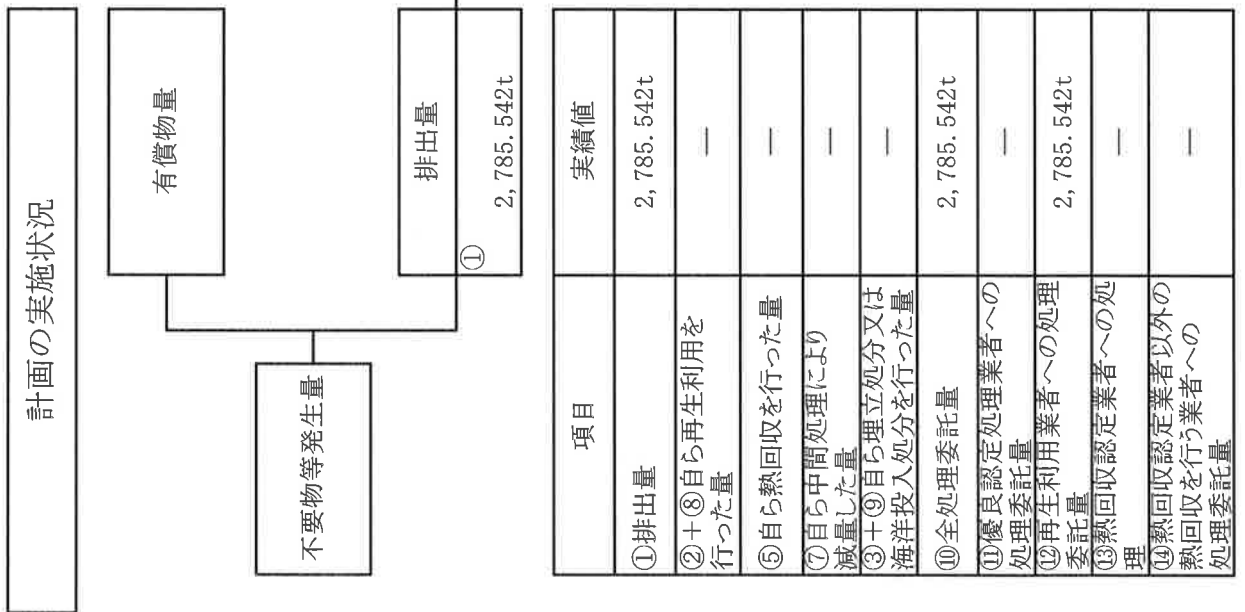 計画の実施状況
有償物量
不要物等発生量
排出量
①
2,785.542t
項目
実績値
①排出量
2,785.542t
②+⑧自ら再生利用を
行った量
—
⑤自ら熱回収を行った量
—
⑦自ら中間処理により
減量した量
—
③+⑨自ら埋立処分又は
海洋投入処分を行った量
—
⑩全処理委託量
2,785.542t
⑪優良認定処理業者への
処理委託量
—
⑫再生利用業者への処理
委託量
2,785.542t
⑬熱回収認定業者への処
理
—
⑭熱回収認定業者以外の
熱回収を行う業者への
処理委託量
—